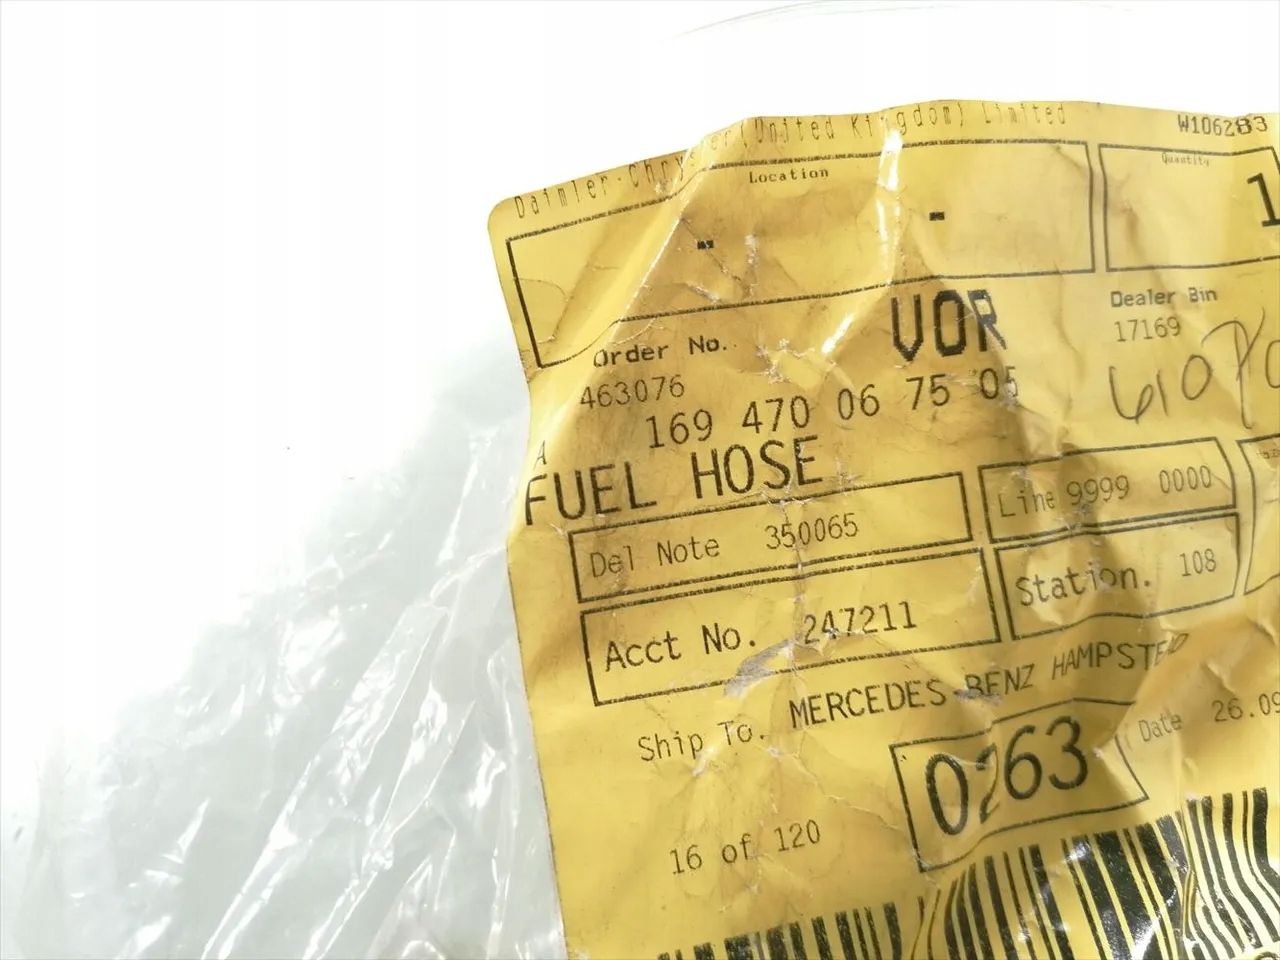 Daimler-Chrysler (United Kingdom) Limited
W106283
Location
Quantity
- -
1
Order No.
VOR
Dealer Bin
463076
17169
A 169 470 06 75 05
FUEL HOSE
Del Note 350065
Line 9999 0000
Acct No. 247211
Station. 108
Ship To. MERCEDES-BENZ HAMPSTED
0263
Date 26.09
16 of 120